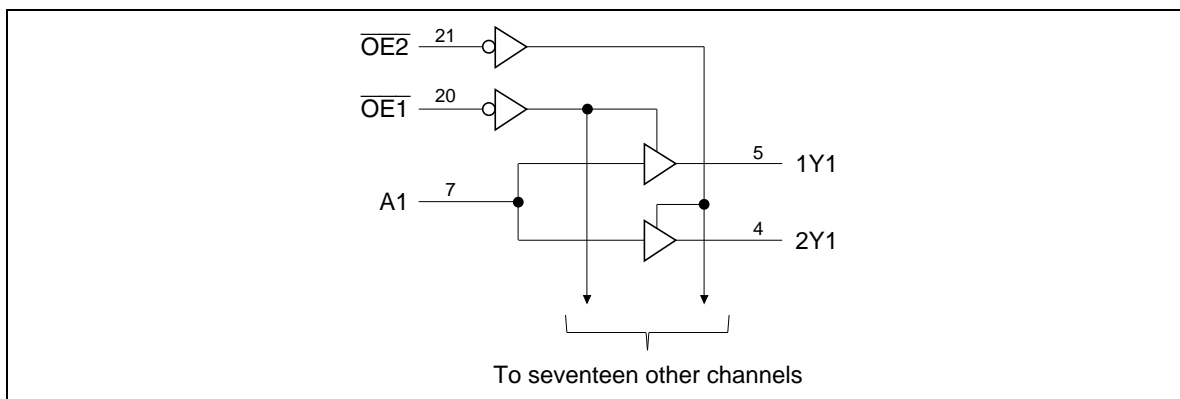 OE2 21
OE1 20
5 1Y1
A1 7
4 2Y1
To seventeen other channels